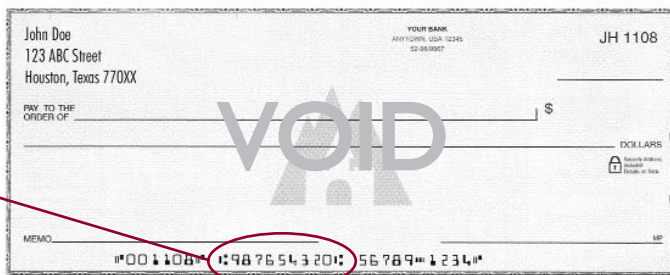 John Doe
123 ABC Street
Houston, Texas 770XX
YOUR BANK
ANYTOWN, USA 12345
JH 1108
PAY TO THE
ORDER OF
$
VOID
DOLLARS
MEMO
MP
⑈001108⑈ ⑆987654320⑆ 56789⑉1234⑈